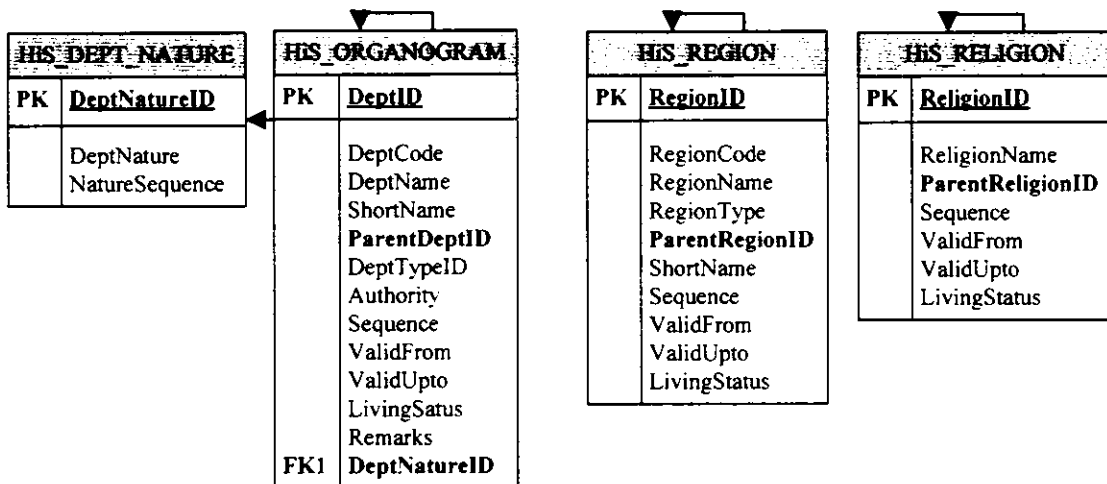 HiS_DEPT_NATURE
PK DeptNatureID
DeptNature
NatureSequence
HiS_ORGANOGRAM
PK DeptID
DeptCode
DeptName
ShortName
ParentDeptID
DeptTypeID
Authority
Sequence
ValidFrom
ValidUpto
LivingSatus
Remarks
FK1 DeptNatureID
HiS_REGION
PK RegionID
RegionCode
RegionName
RegionType
ParentRegionID
ShortName
Sequence
ValidFrom
ValidUpto
LivingStatus
HiS_RELIGION
PK ReligionID
ReligionName
ParentReligionID
Sequence
ValidFrom
ValidUpto
LivingStatus